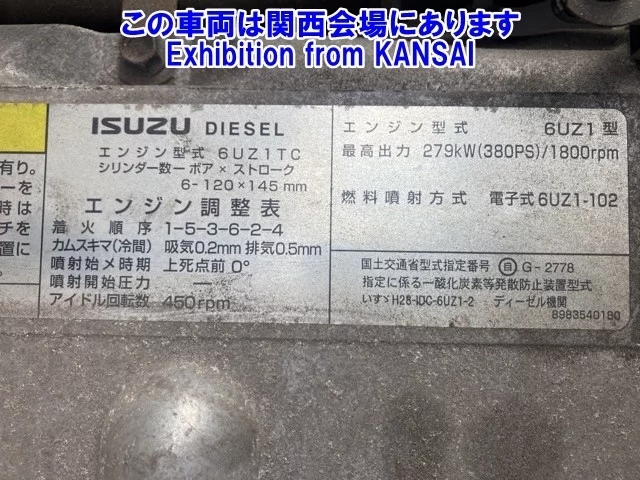 この車両は関西会場にあります
Exhibition from KANSAI
有り。
ーを
時は
チを
置に
ISUZU DIESEL
エンジン型式 6UZ1TC
シリンダー数ー ボア × ストローク
6-120×145mm
エンジン調整表
着火順序 1-5-3-6-2-4
カムスキマ(冷間) 吸気0.2mm 排気0.5mm
噴射始メ時期 上死点前 0°
噴射開始圧力 —
アイドル回転数 450rpm
エンジン型式 6UZ1型
最高出力 279kW(380PS)/1800rpm
燃料噴射方式 電子式6UZ1-102
国土交通省型式指定番号 自 G-2778
指定に係る一酸化炭素等発散防止装置型式
いすゞH28-IDC-6UZ1-2 ディーゼル機関
8983540180